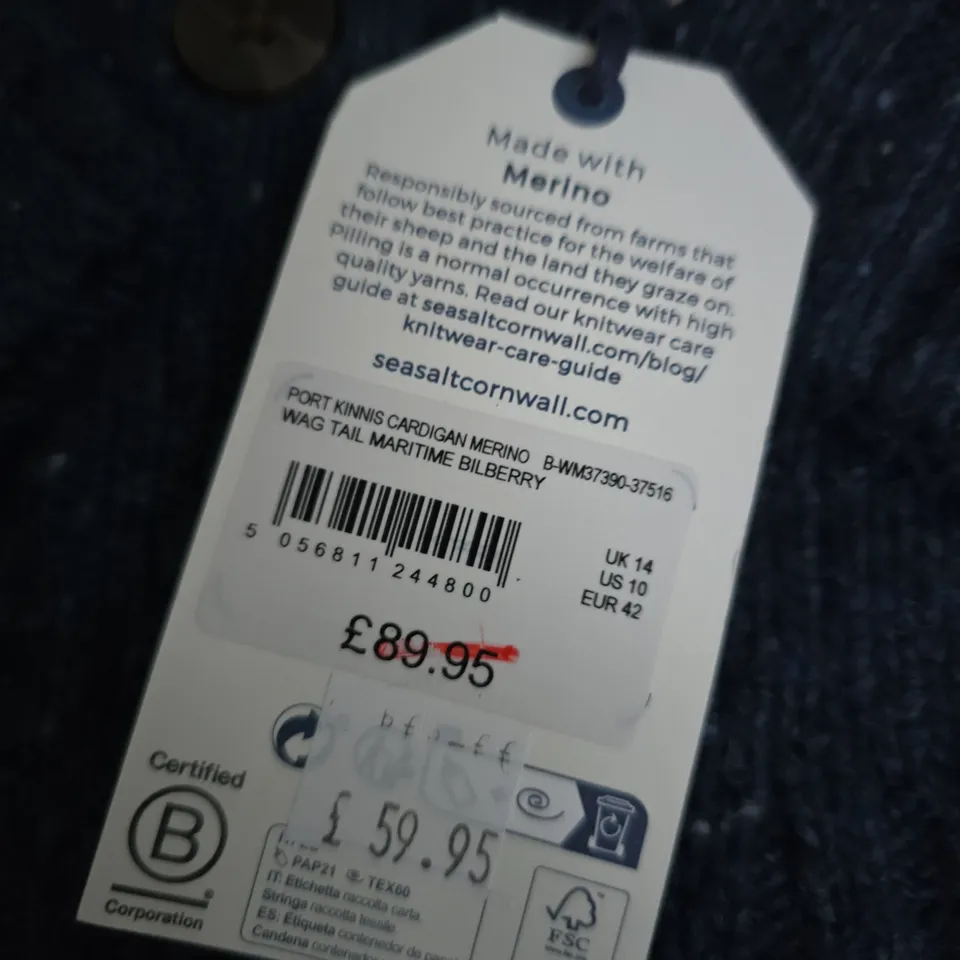 Made with
Merino
Responsibly sourced from farms that
follow best practice for the welfare of
their sheep and the land they graze on.
Pilling is a normal occurrence with high
quality yarns. Read our knitwear care
guide at seasaltcornwall.com/blog/
knitwear-care-guide
seasaltcornwall.com
PORT KINNIS CARDIGAN MERINO B-WM37390-37516
WAG TAIL MARITIME BILBERRY
5 056811 244800
UK 14
US 10
EUR 42
£89.95
£ 59.95
Certified
B
Corporation
PAP21 TEX60
IT: Etichetta raccolta carta.
Stringa raccolta tessile.
ES: Etiqueta contenedor de
Candena contenedor
FSC